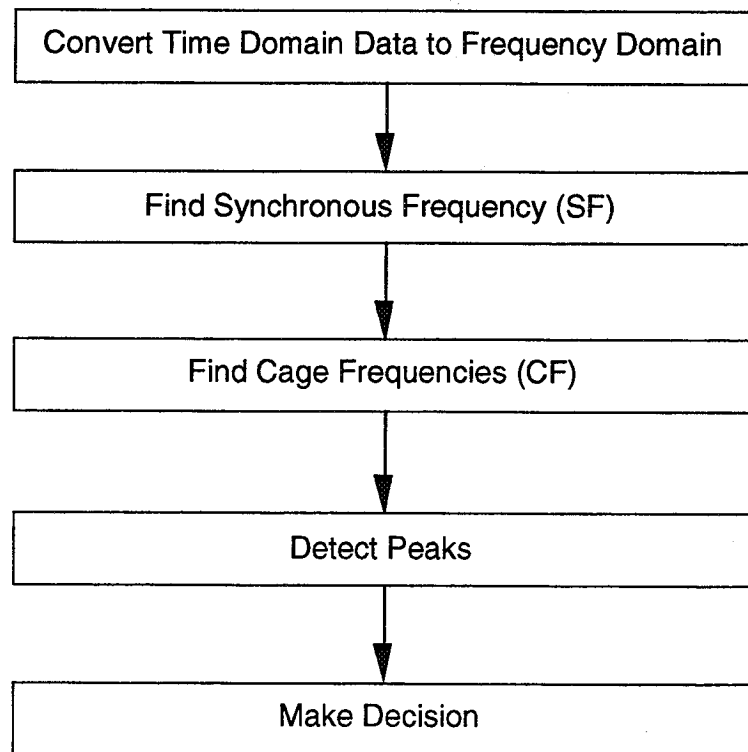 Convert Time Domain Data to Frequency Domain
Find Synchronous Frequency (SF)
Find Cage Frequencies (CF)
Detect Peaks
Make Decision